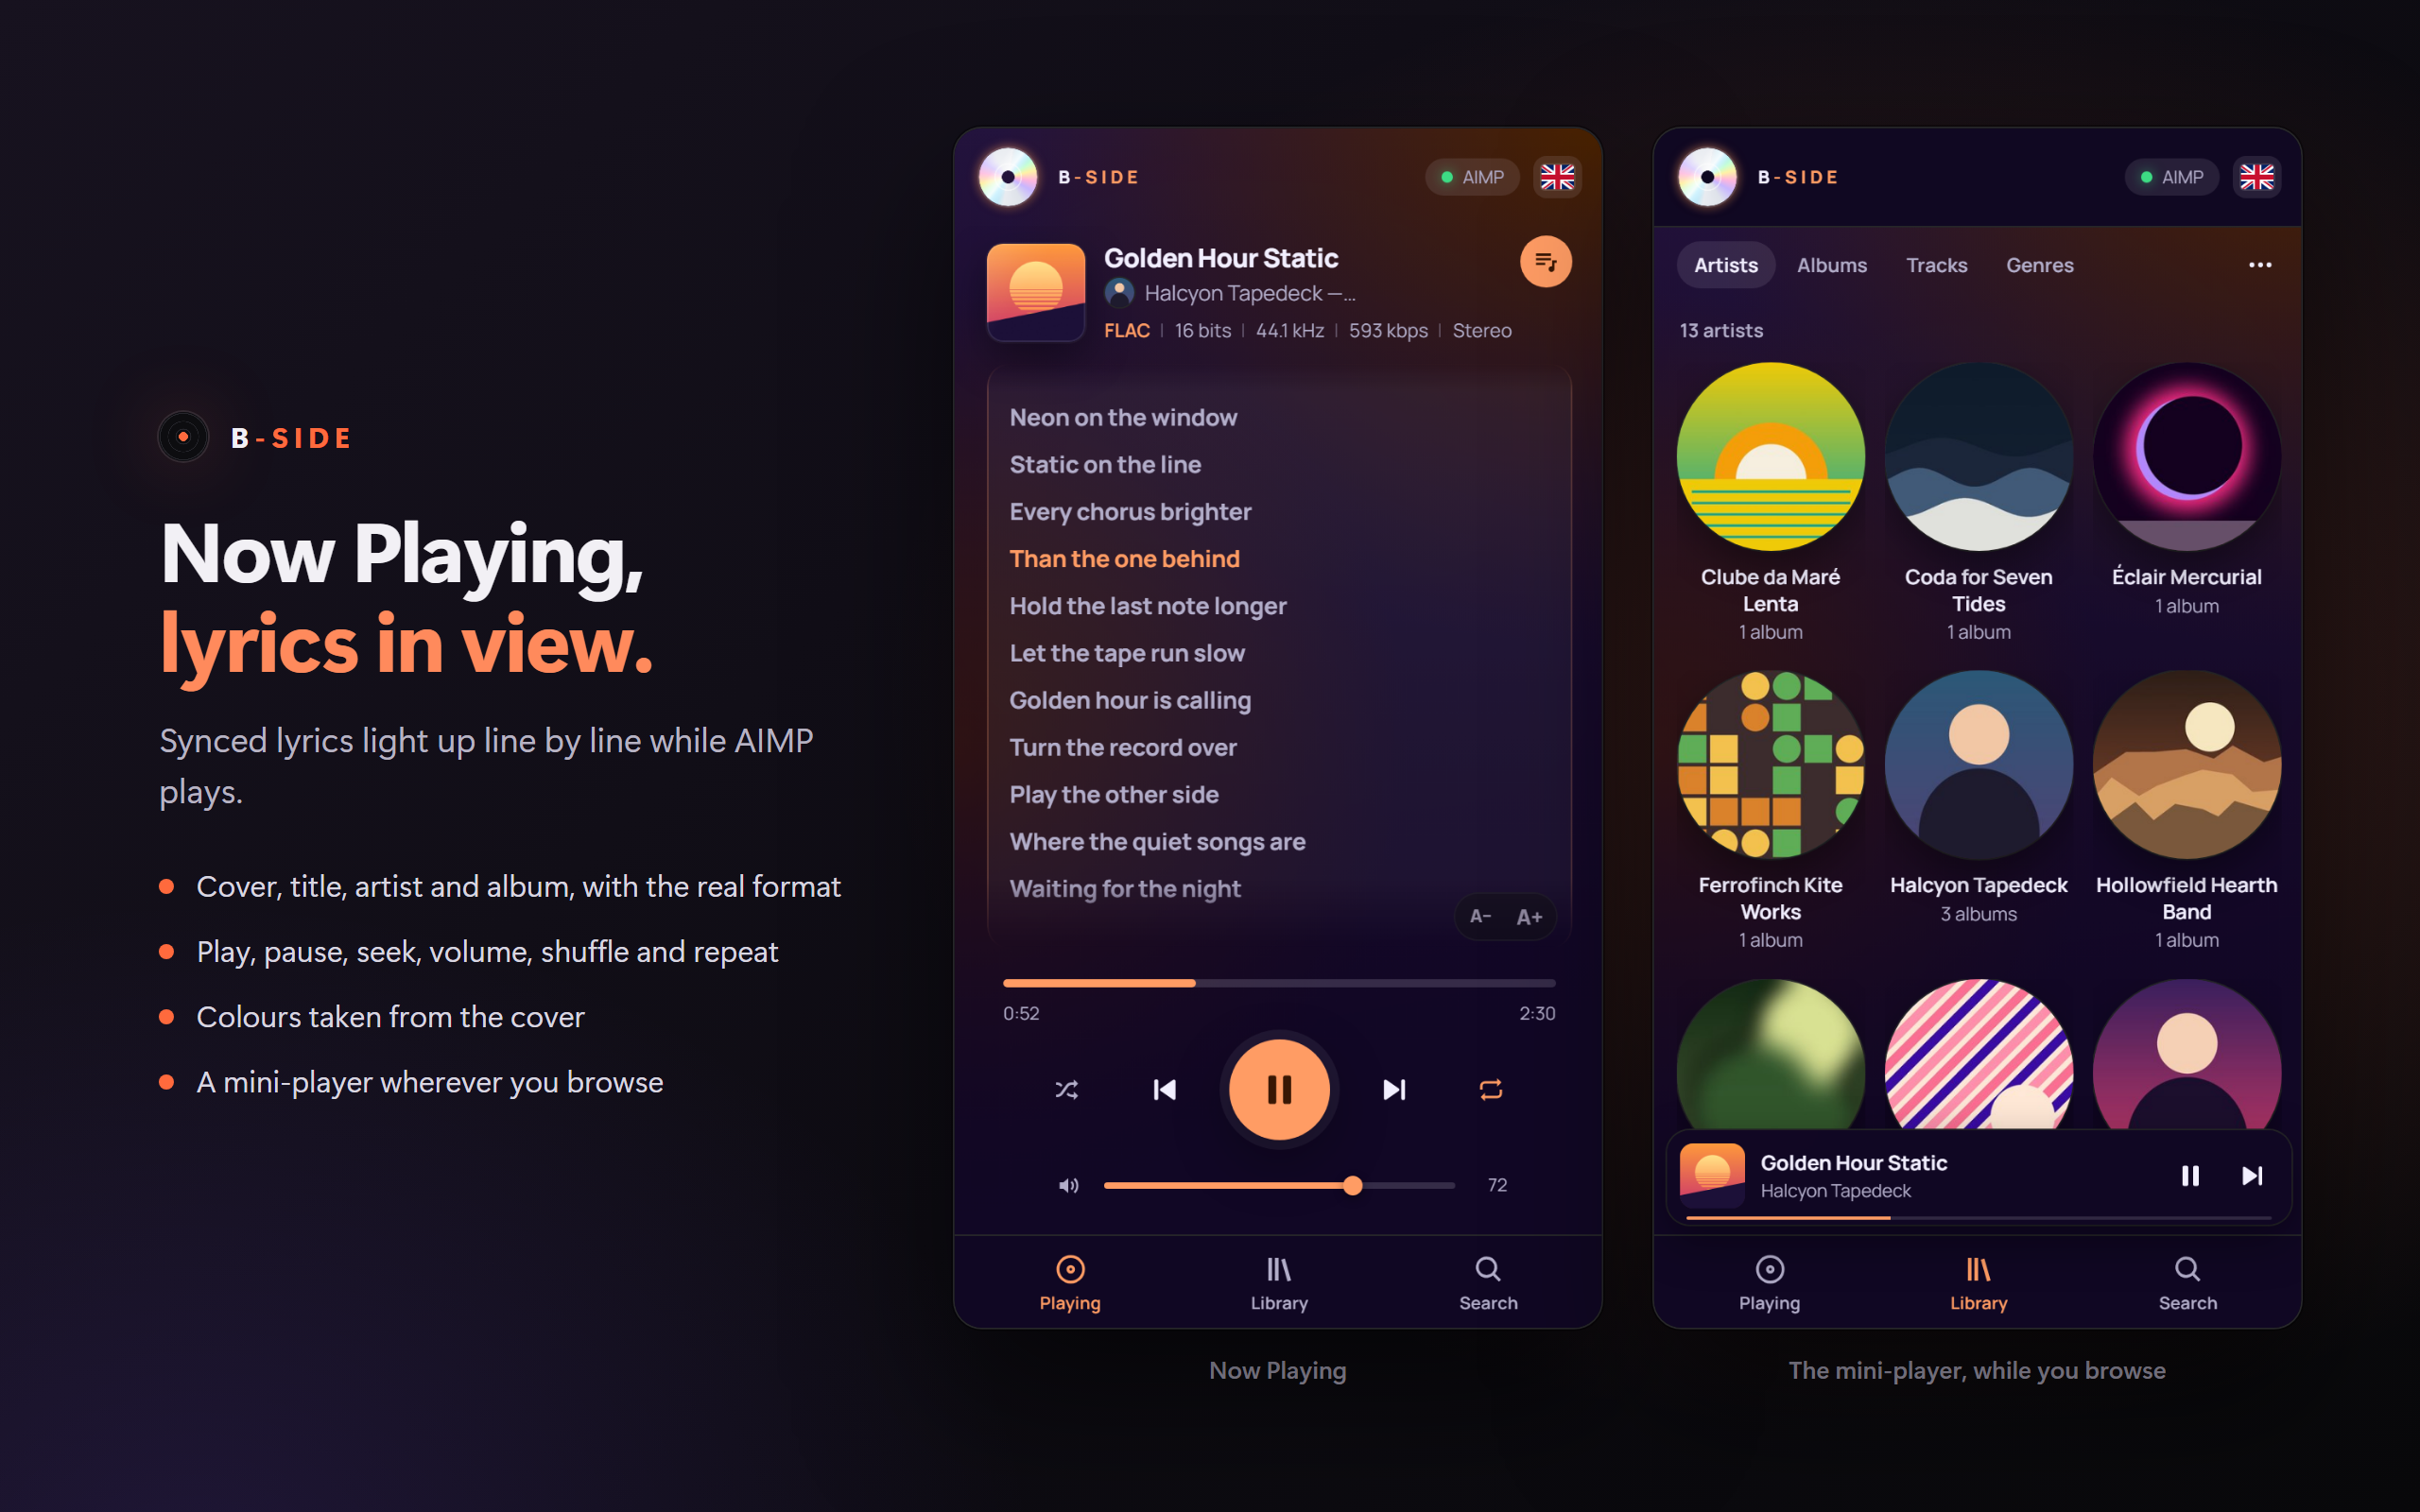 B-SIDE
Now Playing,
lyrics in view.
Synced lyrics light up line by line while AIMP
plays.
Cover, title, artist and album, with the real format
Play, pause, seek, volume, shuffle and repeat
Colours taken from the cover
A mini-player wherever you browse
B-SIDE
AIMP
Golden Hour Static
Halcyon Tapedeck —...
FLAC | 16 bits | 44.1 kHz | 593 kbps | Stereo
Neon on the window
Static on the line
Every chorus brighter
Than the one behind
Hold the last note longer
Let the tape run slow
Golden hour is calling
Turn the record over
Play the other side
Where the quiet songs are
Waiting for the night
A- A+
0:52 2:30
72
Playing Library Search
Now Playing
B-SIDE
AIMP
Artists Albums Tracks Genres
13 artists
Clube da Maré
Lenta
1 album
Coda for Seven
Tides
1 album
Éclair Mercurial
1 album
Ferrofinch Kite
Works
1 album
Halcyon Tapedeck
3 albums
Hollowfield Hearth
Band
1 album
Golden Hour Static
Halcyon Tapedeck
Playing Library Search
The mini-player, while you browse